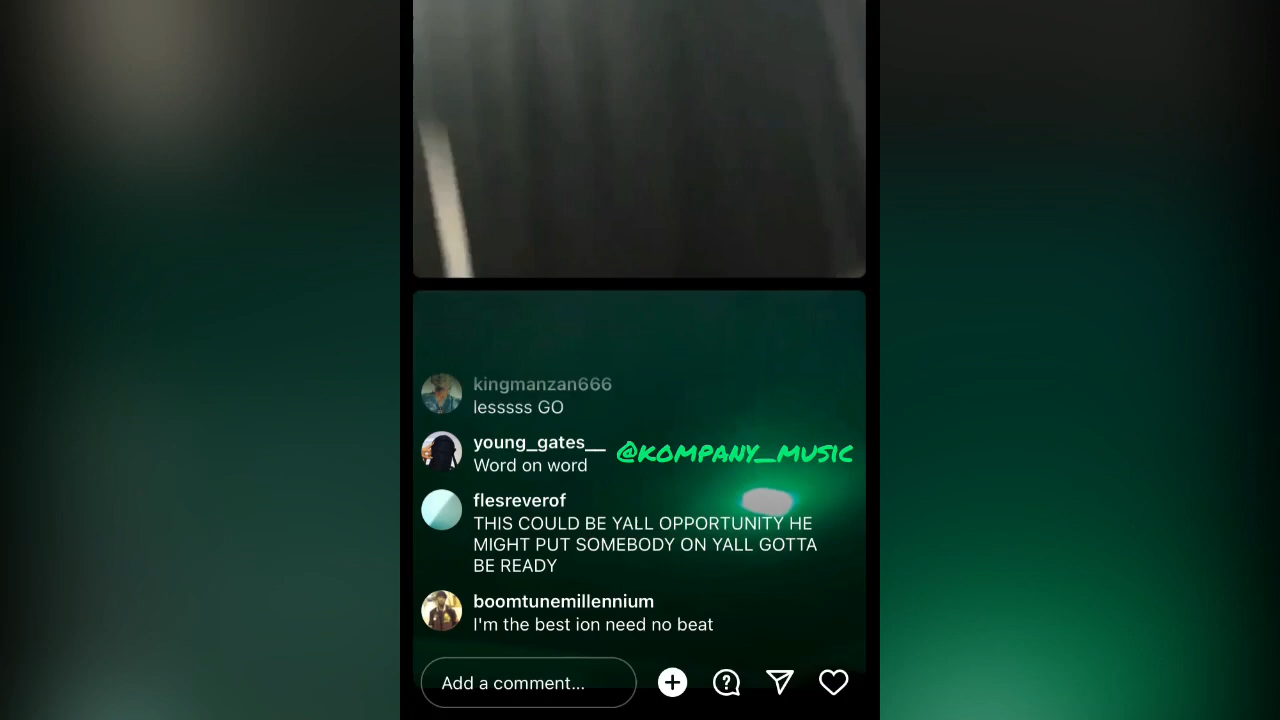 kingmanzan666
lesssss GO
young_gates__
@KOMPANY_MUSIC
Word on word
flesreverof
THIS COULD BE YALL OPPORTUNITY HE
MIGHT PUT SOMEBODY ON YALL GOTTA
BE READY
boomtunemillennium
I'm the best ion need no beat
Add a comment...